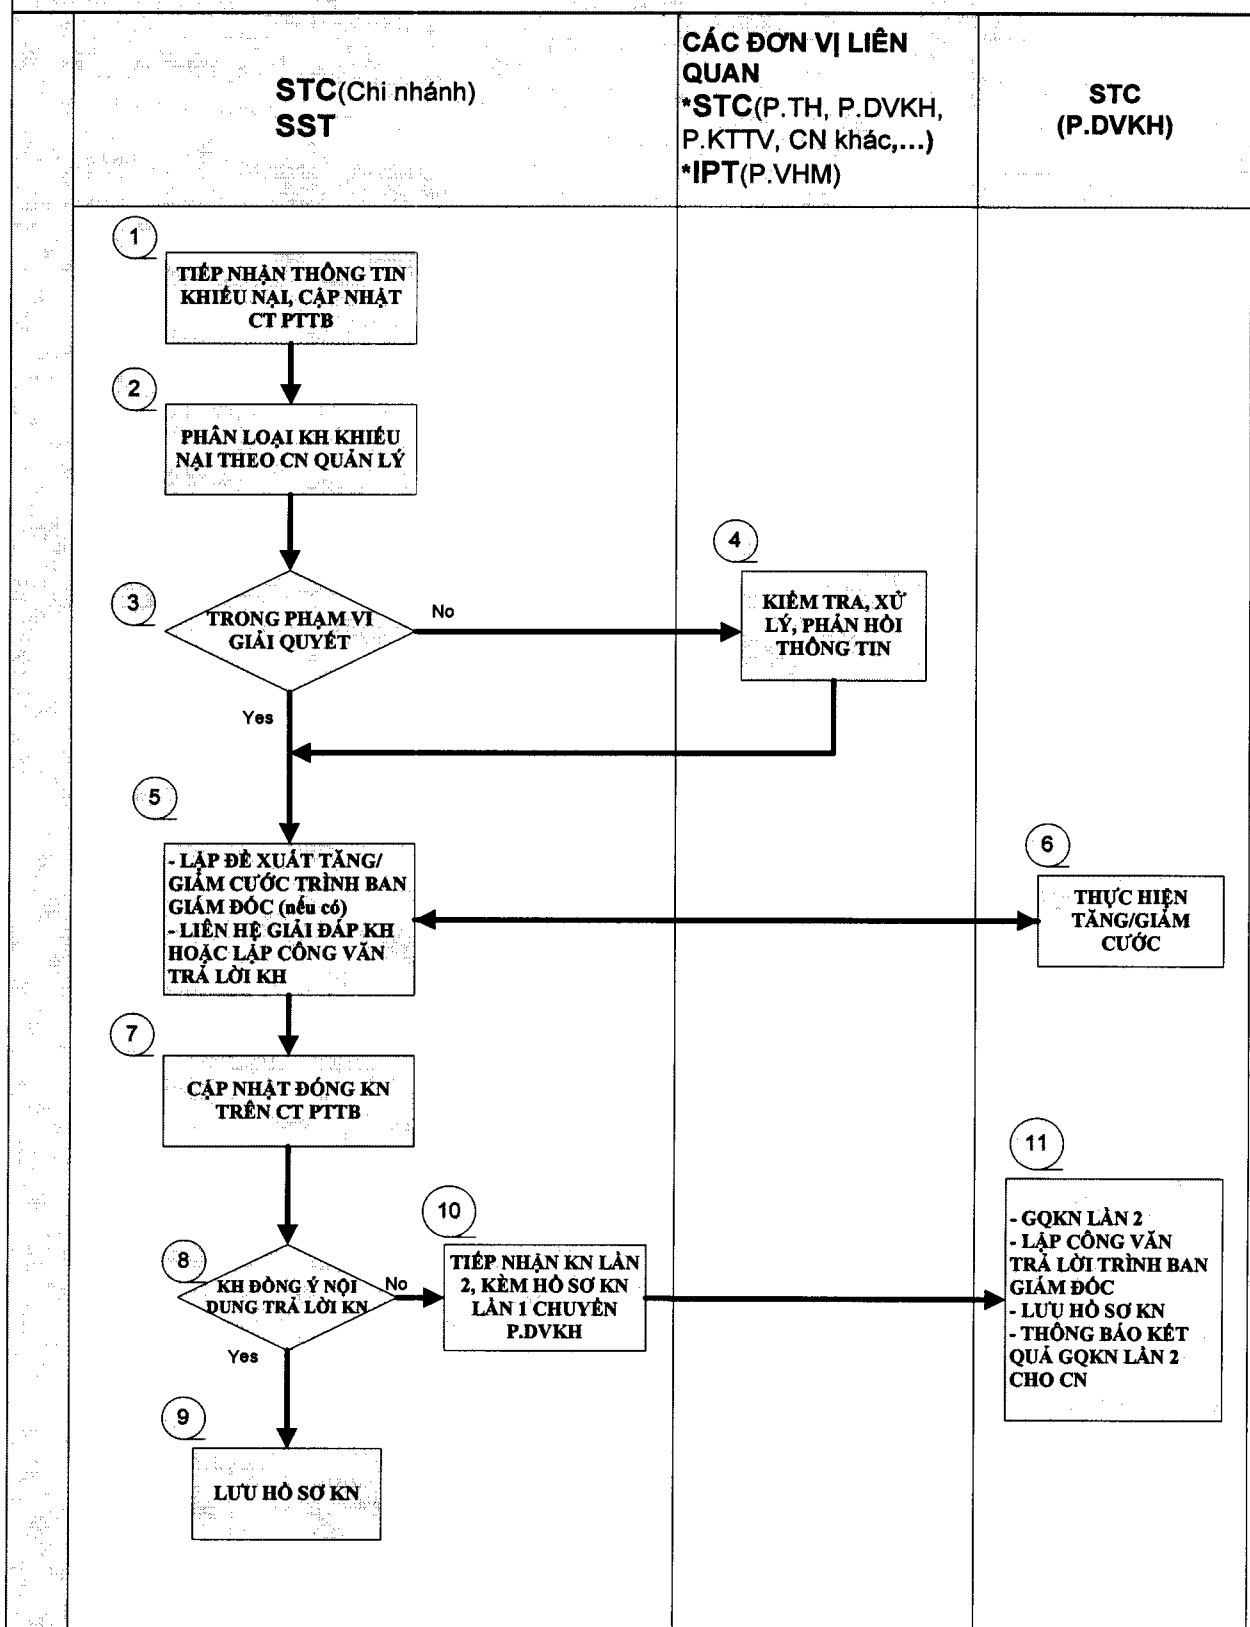 STC(Chi nhánh)
SST
CÁC ĐƠN VỊ LIÊN
QUAN
*STC(P.TH, P.DVKH,
P.KTTV, CN khác,...)
*IPT(P.VHM)
STC
(P.DVKH)
1
TIẾP NHẬN THÔNG TIN
KHIẾU NẠI, CẬP NHẬT
CT PTTB
2
PHÂN LOẠI KH KHIẾU
NẠI THEO CN QUẢN LÝ
3
TRONG PHẠM VI
GIẢI QUYẾT
No
Yes
4
KIỂM TRA, XỬ
LÝ, PHẢN HỒI
THÔNG TIN
5
- LẬP ĐỀ XUẤT TĂNG/
GIẢM CƯỚC TRÌNH BAN
GIÁM ĐỐC (nếu có)
- LIÊN HỆ GIẢI ĐÁP KH
HOẶC LẬP CÔNG VĂN
TRẢ LỜI KH
6
THỰC HIỆN
TĂNG/GIẢM
CƯỚC
7
CẬP NHẬT ĐÓNG KN
TRÊN CT PTTB
8
KH ĐỒNG Ý NỘI
DUNG TRẢ LỜI KN
No
Yes
9
LƯU HỒ SƠ KN
10
TIẾP NHẬN KN LẦN
2, KÈM HỒ SƠ KN
LẦN 1 CHUYỂN
P.DVKH
11
- GQKN LẦN 2
- LẬP CÔNG VĂN
TRẢ LỜI TRÌNH BAN
GIÁM ĐỐC
- LƯU HỒ SƠ KN
- THÔNG BÁO KẾT
QUẢ GQKN LẦN 2
CHO CN